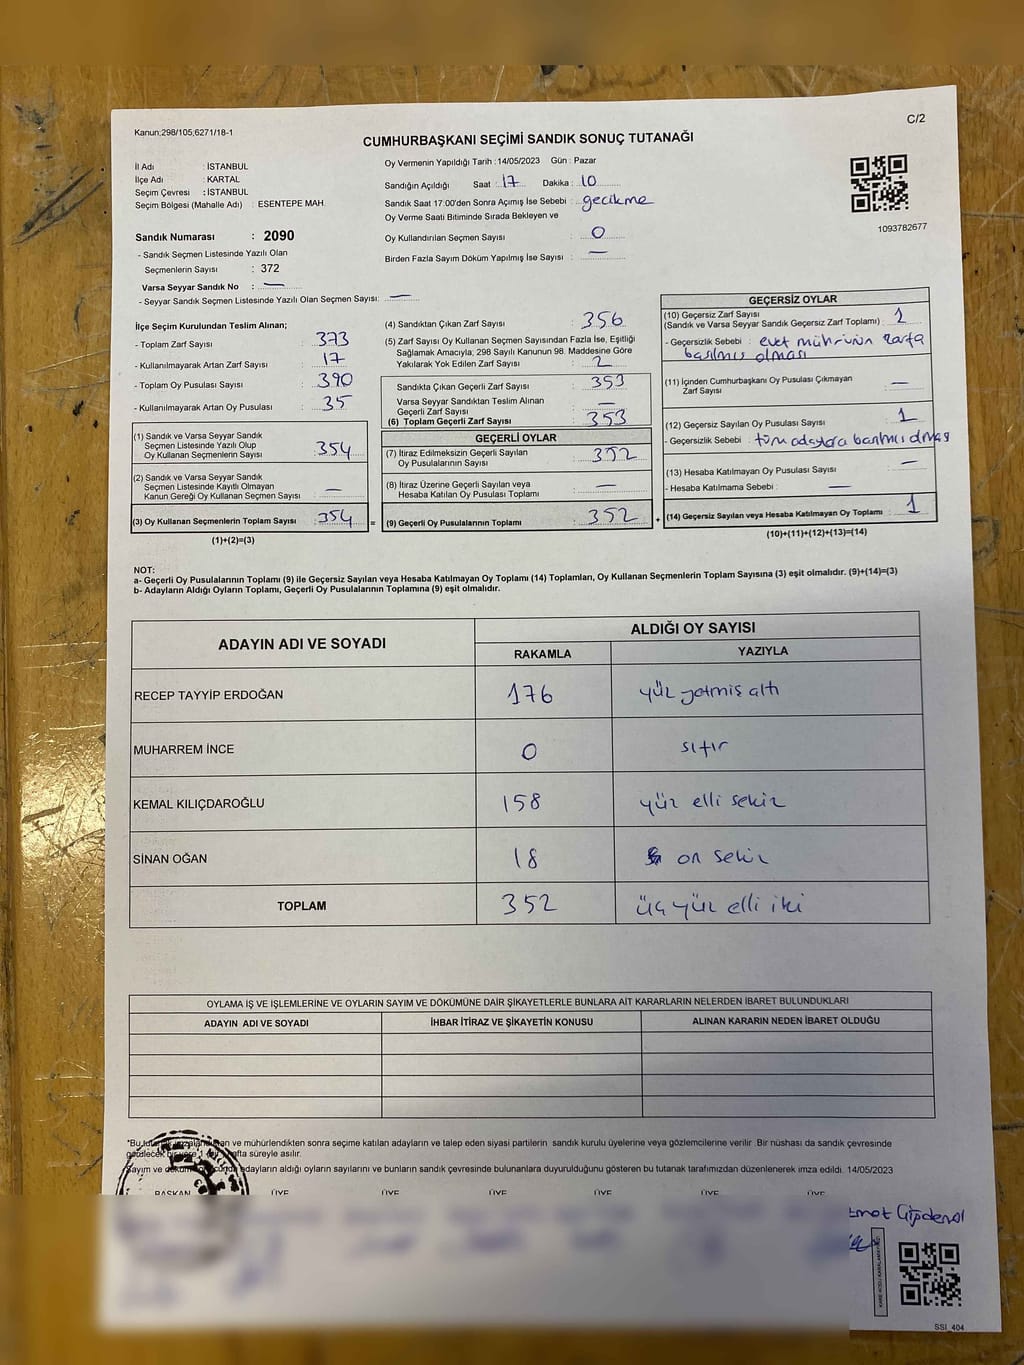 Kanun;298/105;6271/18-1
C/2
CUMHURBAŞKANI SEÇİMİ SANDIK SONUÇ TUTANAĞI
İl Adı : İSTANBUL
İlçe Adı : KARTAL
Seçim Çevresi : İSTANBUL
Seçim Bölgesi (Mahalle Adı) : ESENTEPE MAH.
Sandık Numarası : 2090
- Sandık Seçmen Listesinde Yazılı Olan
Seçmenlerin Sayısı : 372
Varsa Seyyar Sandık No : —
- Seyyar Sandık Seçmen Listesinde Yazılı Olan Seçmen Sayısı: —
Oy Vermenin Yapıldığı Tarih : 14/05/2023 Gün : Pazar
Sandığın Açıldığı Saat : 17 Dakika : 10
Sandık Saat 17:00'den Sonra Açımış İse Sebebi : gecikme
Oy Verme Saati Bitiminde Sırada Bekleyen ve
Oy Kullandırılan Seçmen Sayısı : 0
Birden Fazla Sayım Döküm Yapılmış İse Sayısı : —
1093782677
İlçe Seçim Kurulundan Teslim Alınan;
- Toplam Zarf Sayısı : 373
- Kullanılmayarak Artan Zarf Sayısı : 17
- Toplam Oy Pusulası Sayısı : 390
- Kullanılmayarak Artan Oy Pusulası : 35
(1) Sandık ve Varsa Seyyar Sandık
Seçmen Listesinde Yazılı Olup
Oy Kullanan Seçmenlerin Sayısı : 354
(2) Sandık ve Varsa Seyyar Sandık
Seçmen Listesinde Kayıtlı Olmayan
Kanun Gereği Oy Kullanan Seçmen Sayısı : —
(3) Oy Kullanan Seçmenlerin Toplam Sayısı : 354 =
(1)+(2)=(3)
(4) Sandıktan Çıkan Zarf Sayısı : 356
(5) Zarf Sayısı Oy Kullanan Seçmen Sayısından Fazla İse, Eşitliği
Sağlamak Amacıyla; 298 Sayılı Kanunun 98. Maddesine Göre
Yakılarak Yok Edilen Zarf Sayısı : 2
Sandıkta Çıkan Geçerli Zarf Sayısı : 353
Varsa Seyyar Sandıktan Teslim Alınan
Geçerli Zarf Sayısı : —
(6) Toplam Geçerli Zarf Sayısı : 353
GEÇERLİ OYLAR
(7) İtiraz Edilmeksizin Geçerli Sayılan
Oy Pusulalarının Sayısı : 352
(8) İtiraz Üzerine Geçerli Sayılan veya
Hesaba Katılan Oy Pusulası Toplamı : —
(9) Geçerli Oy Pusulalarının Toplamı : 352 +
GEÇERSİZ OYLAR
(10) Geçersiz Zarf Sayısı
(Sandık ve Varsa Seyyar Sandık Geçersiz Zarf Toplamı) : 1
- Geçersizlik Sebebi : evet mührünün zarfa
basılmış olması
(11) İçinden Cumhurbaşkanı Oy Pusulası Çıkmayan
Zarf Sayısı : —
(12) Geçersiz Sayılan Oy Pusulası Sayısı : 1
- Geçersizlik Sebebi : tüm adaylara
(13) Hesaba Katılmayan Oy Pusulası Sayısı : —
- Hesaba Katılmama Sebebi : —
(14) Geçersiz Sayılan veya Hesaba Katılmayan Oy Toplamı : 1
(10)+(11)+(12)+(13)=(14)
NOT:
a- Geçerli Oy Pusulalarının Toplamı (9) ile Geçersiz Sayılan veya Hesaba Katılmayan Oy Toplamı (14) Toplamları, Oy Kullanan Seçmenlerin Toplam Sayısına (3) eşit olmalıdır. (9)+(14)=(3)
b- Adayların Aldığı Oyların Toplamı, Geçerli Oy Pusulalarının Toplamına (9) eşit olmalıdır.
ADAYIN ADI VE SOYADI
ALDIĞI OY SAYISI
RAKAMLA YAZIYLA
RECEP TAYYİP ERDOĞAN 176 yüz yetmiş altı
MUHARREM İNCE 0 sıfır
KEMAL KILIÇDAROĞLU 158 yüz elli sekiz
SİNAN OĞAN 18 on sekiz
TOPLAM 352 üç yüz elli iki
OYLAMA İŞ VE İŞLEMLERİNE VE OYLARIN SAYIM VE DÖKÜMÜNE DAİR ŞİKAYETLERLE BUNLARA AİT KARARLARIN NELERDEN İBARET BULUNDUKLARI
ADAYIN ADI VE SOYADI İHBAR İTİRAZ VE ŞİKAYETİN KONUSU ALINAN KARARIN NEDEN İBARET OLDUĞU
*Bu ve mühürlendikten sonra seçime katılan adayların ve talep eden siyasi partilerin sandık kurulu üyelerine veya gözlemcilerine verilir. Bir nüshası da sandık çevresinde
süreyle asılır.
Sayım ve adayların aldığı oyların sayılarını ve bunların sandık çevresinde bulunanlara duyurulduğunu gösteren bu tutanak tarafımızdan düzenlenerek imza edildi. 14/05/2023
BAŞKAN ÜYE ÜYE ÜYE ÜYE ÜYE ÜYE
SSI_404